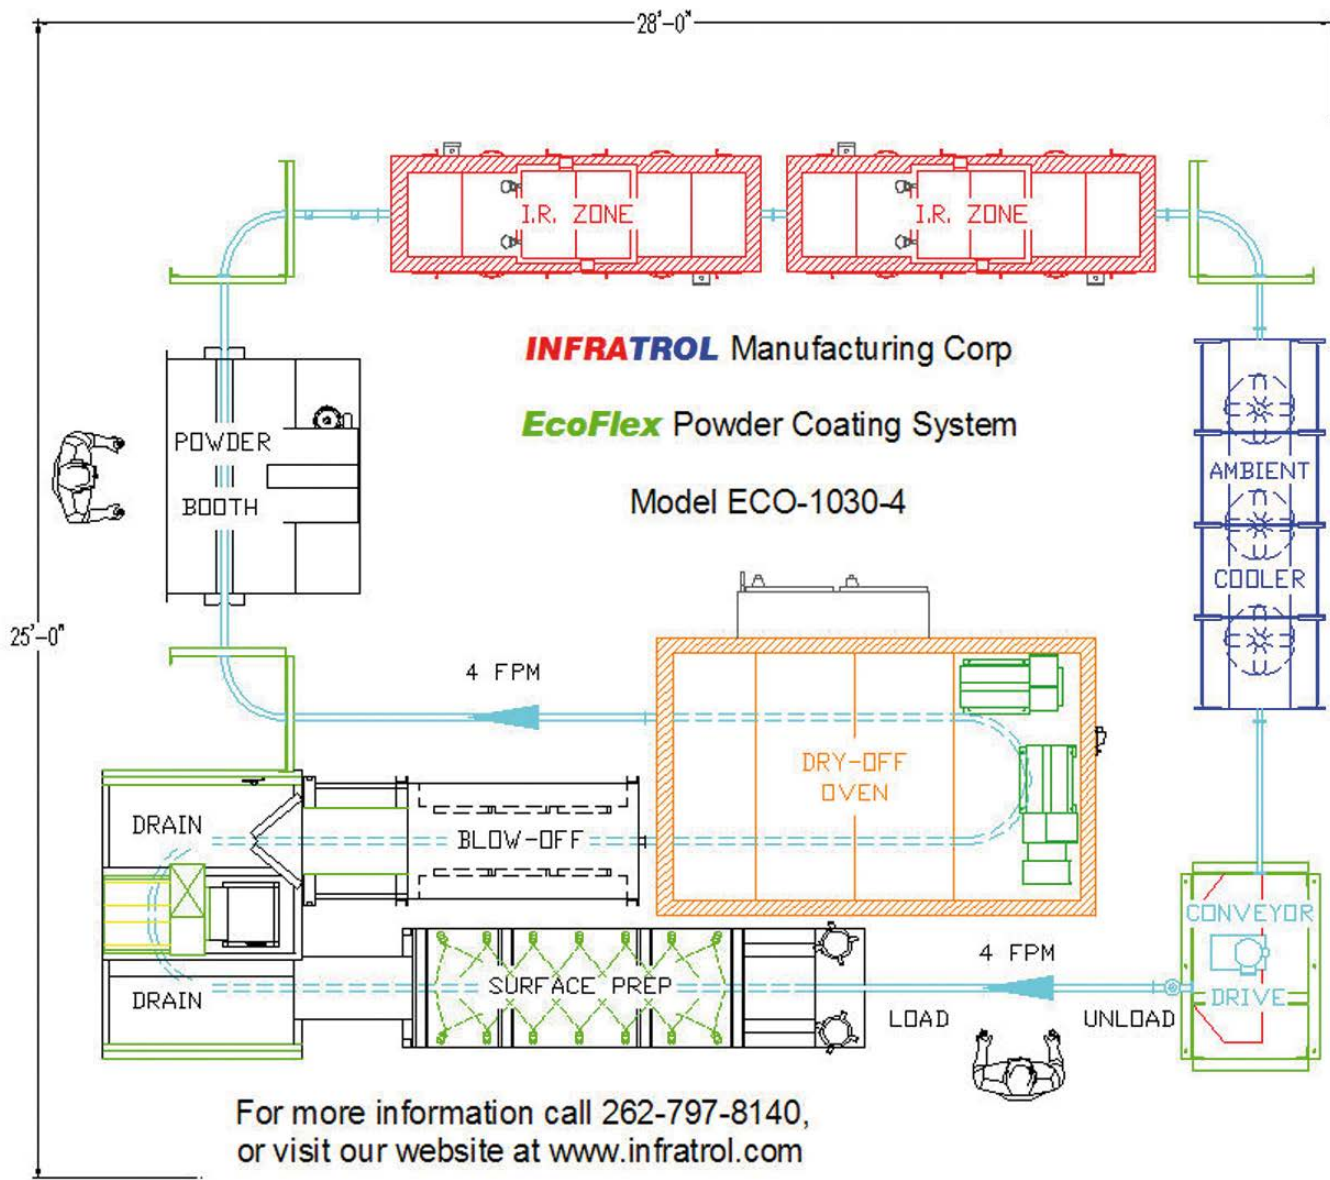 28'-0"
I.R. ZONE
I.R. ZONE
INFRATROL Manufacturing Corp
EcoFlex Powder Coating System
Model ECO-1030-4
POWDER
BOOTH
AMBIENT
COOLER
25'-0"
4 FPM
DRY-OFF
OVEN
DRAIN
BLOW-OFF
CONVEYOR
DRIVE
4 FPM
SURFACE PREP
DRAIN
LOAD
UNLOAD
For more information call 262-797-8140,
or visit our website at www.infratrol.com